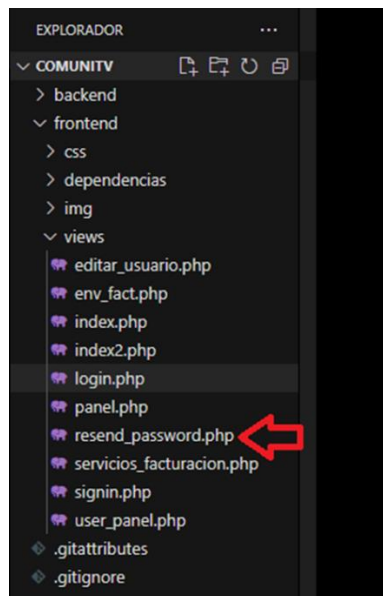 EXPLORADOR ...
COMUNITV
backend
frontend
css
dependencias
img
views
editar_usuario.php
env_fact.php
index.php
index2.php
login.php
panel.php
resend_password.php
servicios_facturacion.php
signin.php
user_panel.php
.gitattributes
.gitignore